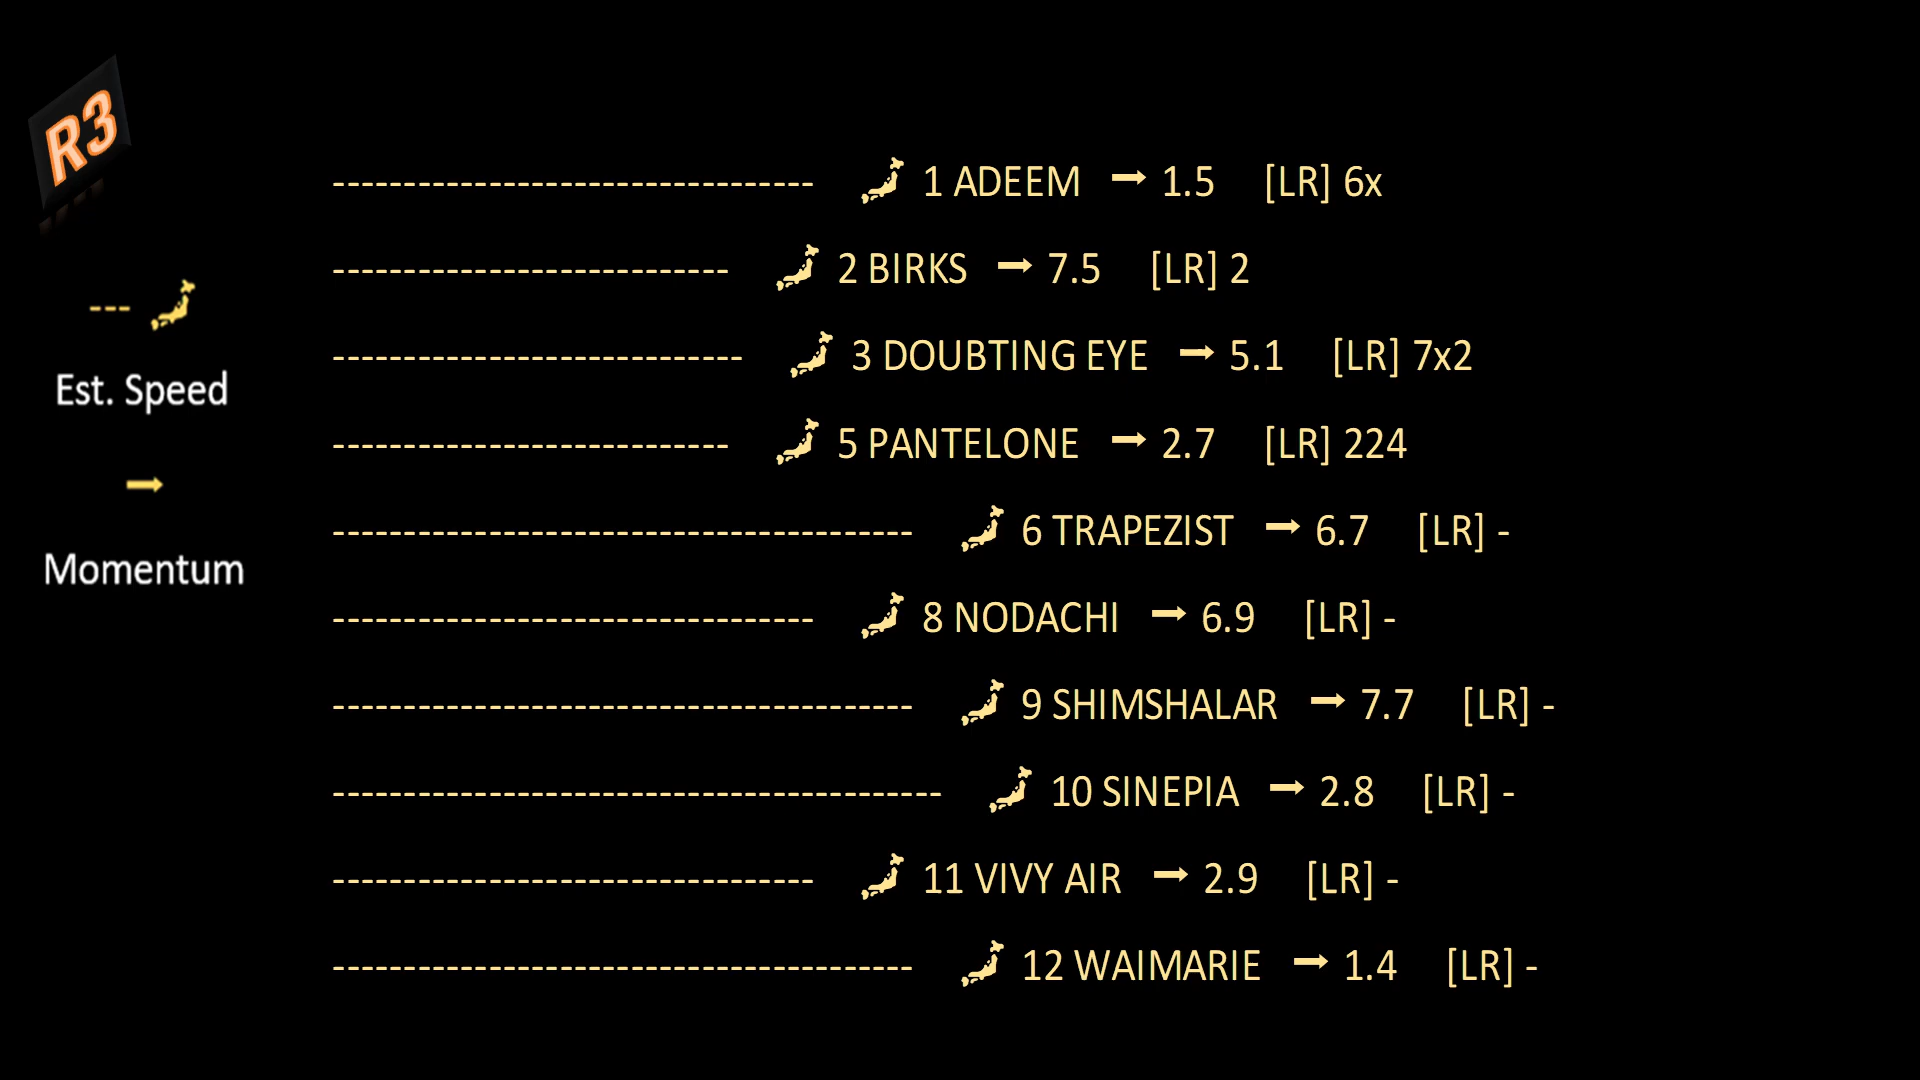 R3
---------------------------------- 1 ADEEM → 1.5 [LR] 6x
---------------------------- 2 BIRKS → 7.5 [LR] 2
----------------------------- 3 DOUBTING EYE → 5.1 [LR] 7x2
---------------------------- 5 PANTELONE → 2.7 [LR] 224
----------------------------------------- 6 TRAPEZIST → 6.7 [LR] -
---------------------------------- 8 NODACHI → 6.9 [LR] -
----------------------------------------- 9 SHIMSHALAR → 7.7 [LR] -
------------------------------------------- 10 SINEPIA → 2.8 [LR] -
---------------------------------- 11 VIVY AIR → 2.9 [LR] -
----------------------------------------- 12 WAIMARIE → 1.4 [LR] -
---
Est. Speed
→
Momentum